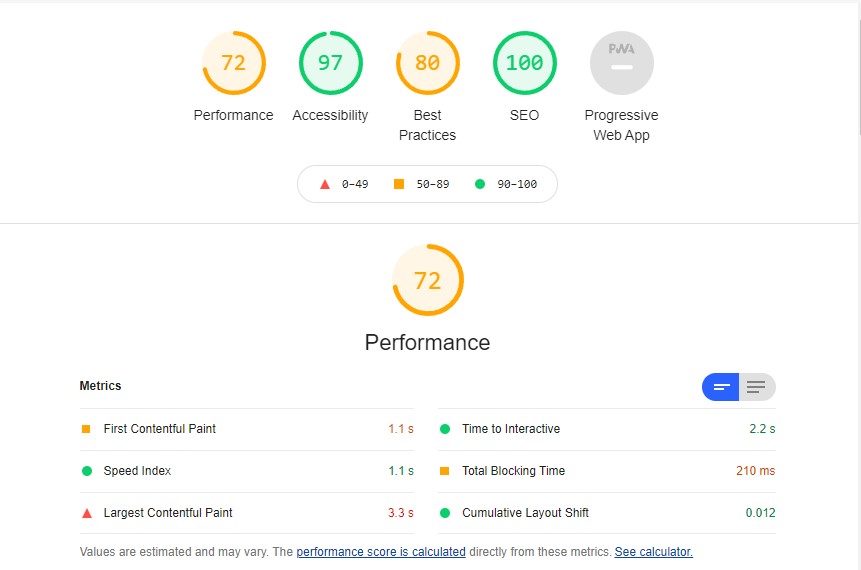 72 97 80 100 PWA
Performance Accessibility Best Practices SEO Progressive Web App
0–49 50–89 90–100
72
Performance
Metrics
First Contentful Paint 1.1 s
Time to Interactive 2.2 s
Speed Index 1.1 s
Total Blocking Time 210 ms
Largest Contentful Paint 3.3 s
Cumulative Layout Shift 0.012
Values are estimated and may vary. The performance score is calculated directly from these metrics. See calculator.